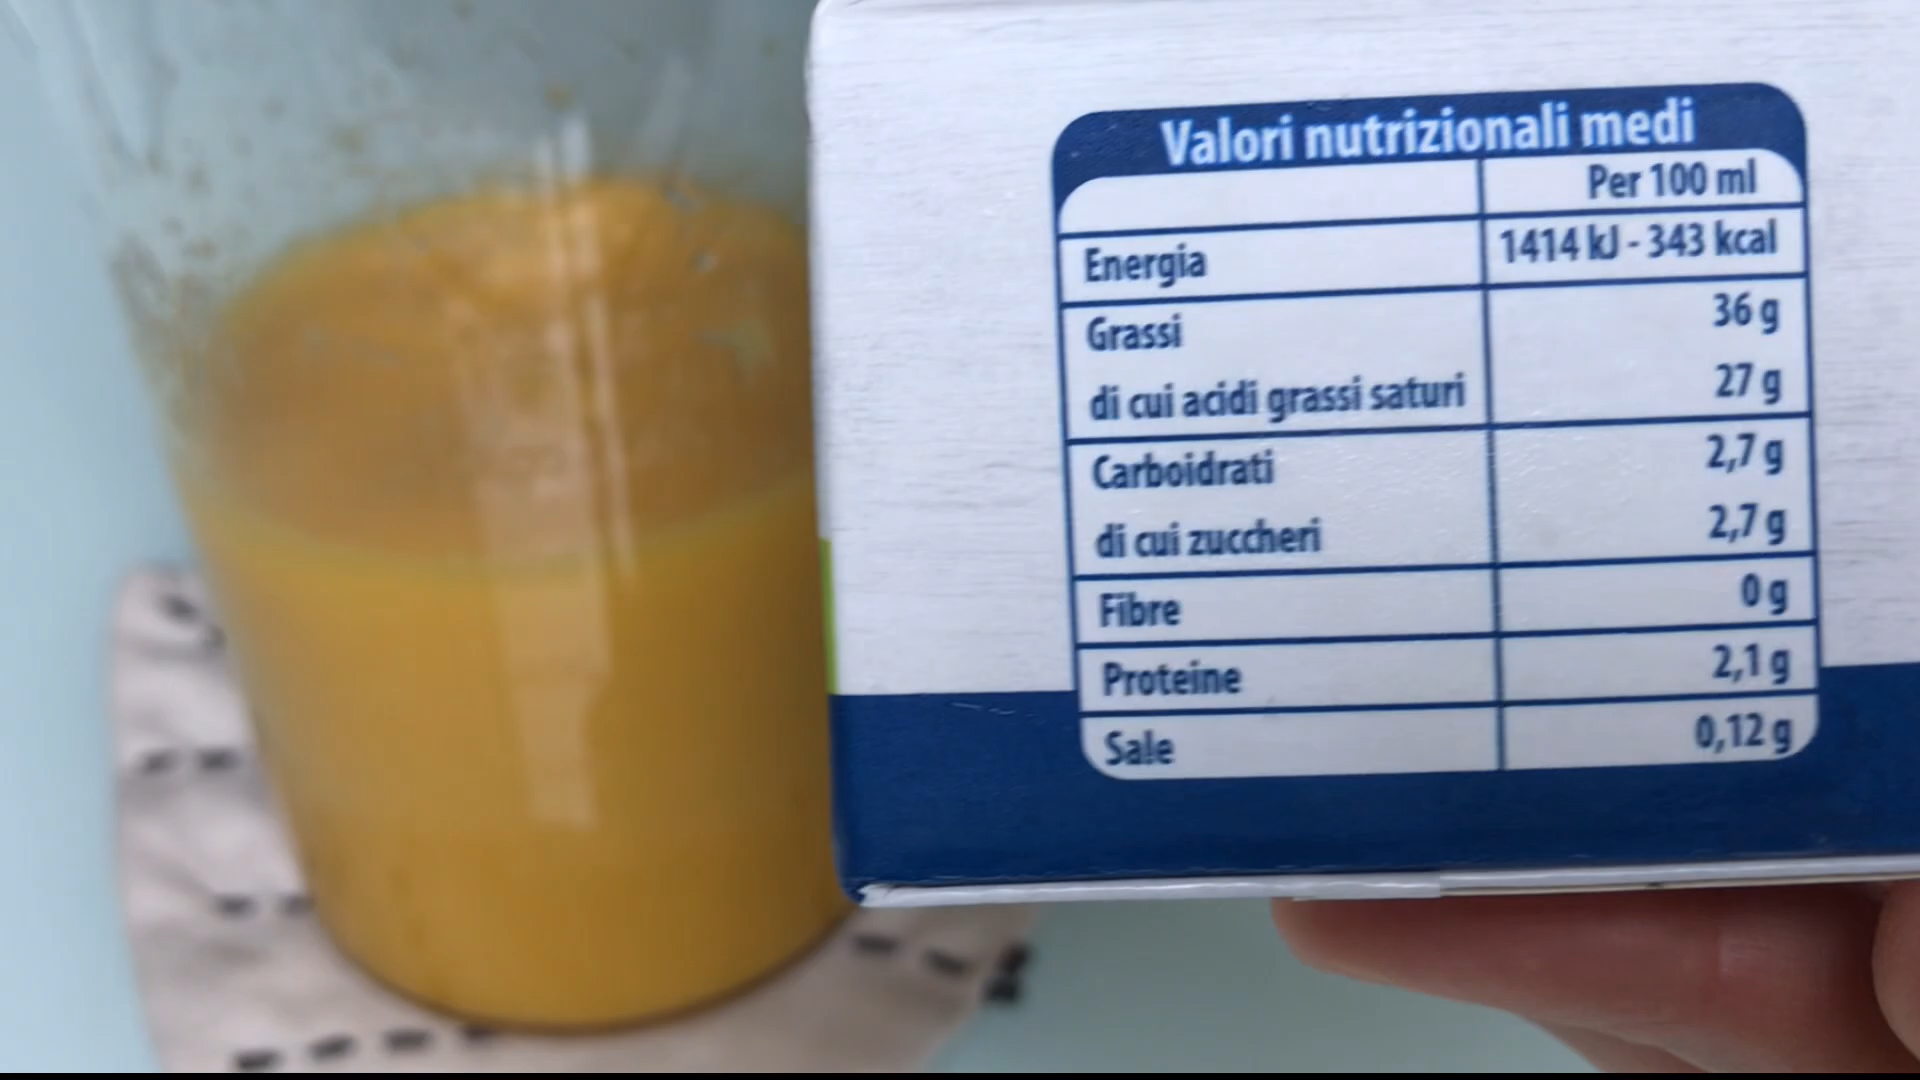 Valori nutrizionali medi
Per 100 ml
Energia 1414 kJ - 343 kcal
Grassi 36 g
di cui acidi grassi saturi 27 g
Carboidrati 2,7 g
di cui zuccheri 2,7 g
Fibre 0 g
Proteine 2,1 g
Sale 0,12 g